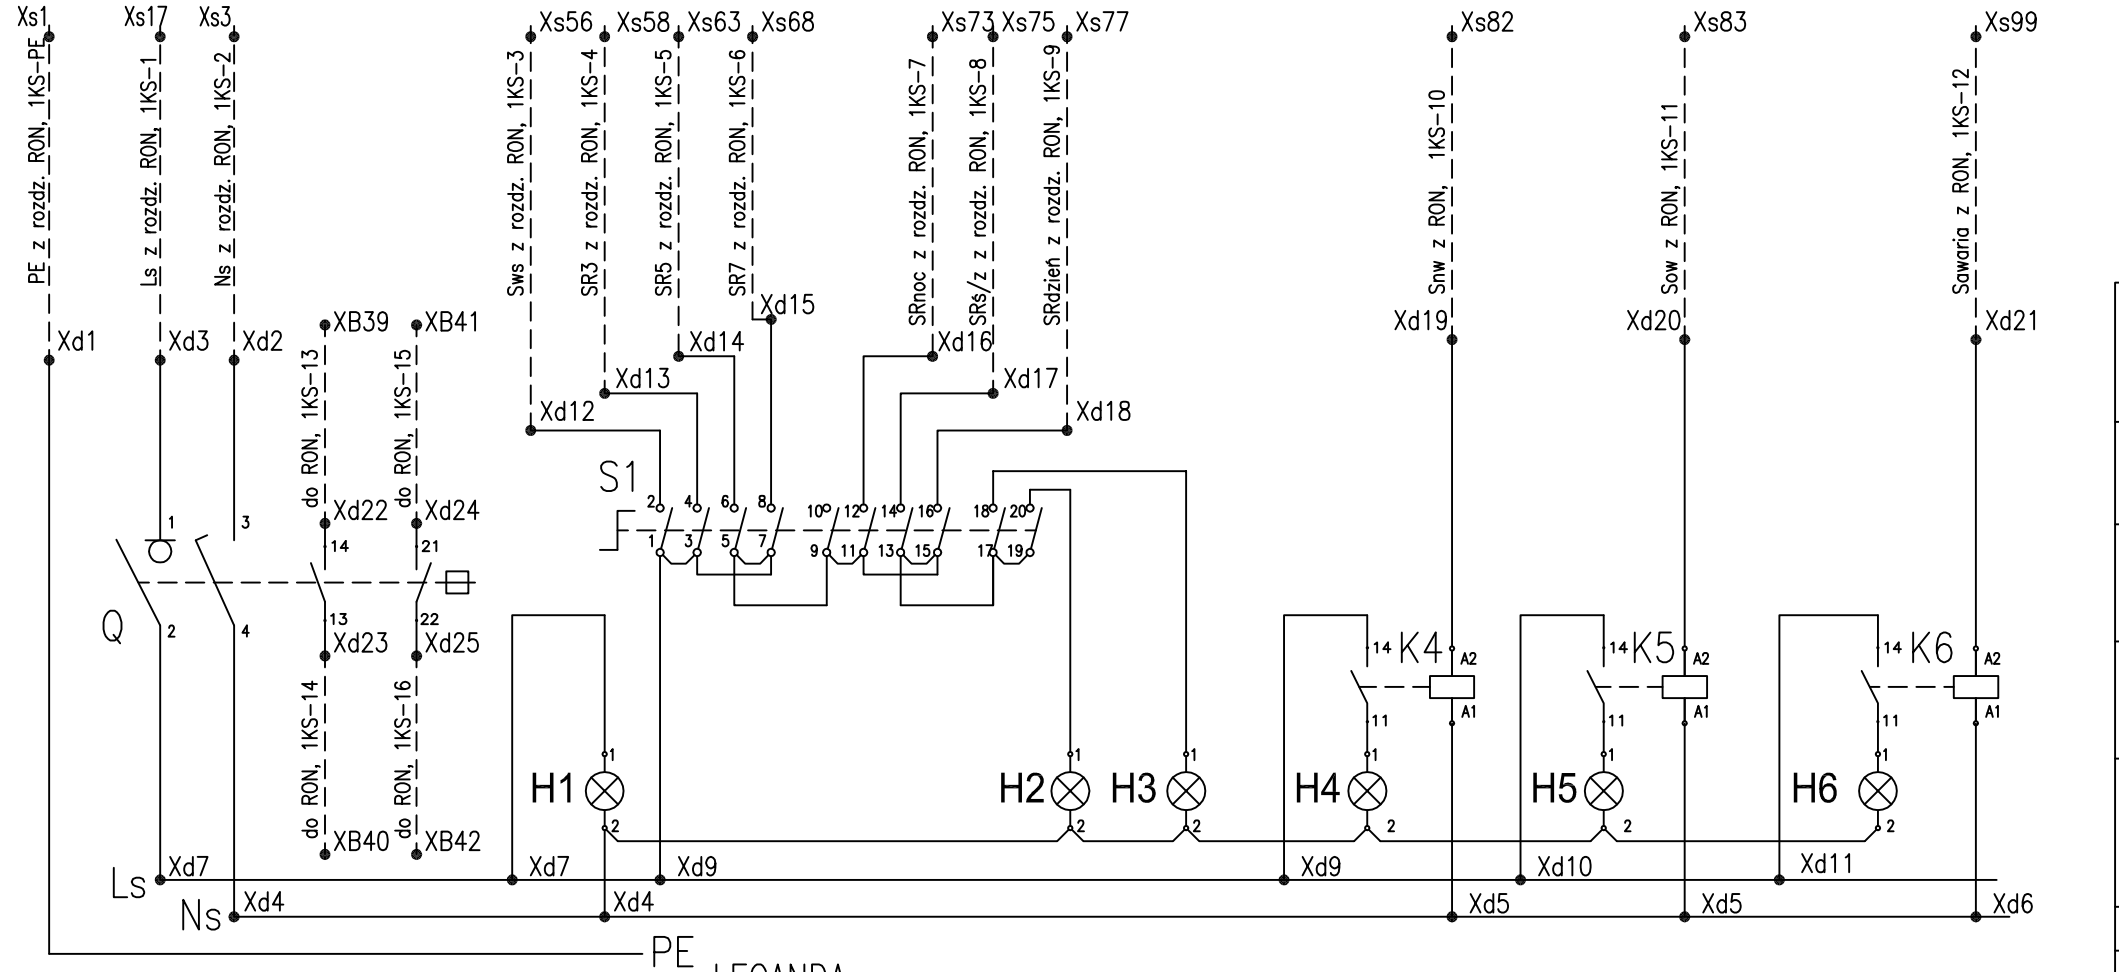 Xs1
Xs17
Xs3
Xs56
Xs58
Xs63
Xs68
Xs73
Xs75
Xs77
Xs82
Xs83
Xs99
PE z rozdz. RON, 1KS-PE
Ls z rozdz. RON, 1KS-1
Ns z rozdz. RON, 1KS-2
Sws z rozdz. RON, 1KS-3
SR3 z rozdz. RON, 1KS-4
SR5 z rozdz. RON, 1KS-5
SR7 z rozdz. RON, 1KS-6
SRnoc z rozdz. RON, 1KS-7
SRś/z z rozdz. RON, 1KS-8
SRdzień z rozdz. RON, 1KS-9
Snw z RON, 1KS-10
Sow z RON, 1KS-11
Sawaria z RON, 1KS-12
Xd1
Xd3
Xd2
XB39
XB41
Xd15
Xd14
Xd13
Xd12
Xd16
Xd17
Xd18
Xd19
Xd20
Xd21
do RON, 1KS-13
do RON, 1KS-15
Xd22
Xd24
S1
2
4
6
8
10
12
14
16
18
20
1
3
5
7
9
11
13
15
17
19
1
3
14
21
Q
2
4
13
22
Xd23
Xd25
do RON, 1KS-14
do RON, 1KS-16
XB40
XB42
14
K4
A2
A1
11
14
K5
A2
A1
11
14
K6
A2
A1
11
H1
1
2
H2
1
2
H3
1
2
H4
1
2
H5
1
2
H6
1
2
Ls
Xd7
Xd7
Xd9
Xd9
Xd10
Xd11
Ns
Xd4
Xd4
Xd5
Xd5
Xd6
PE
LEGANDA